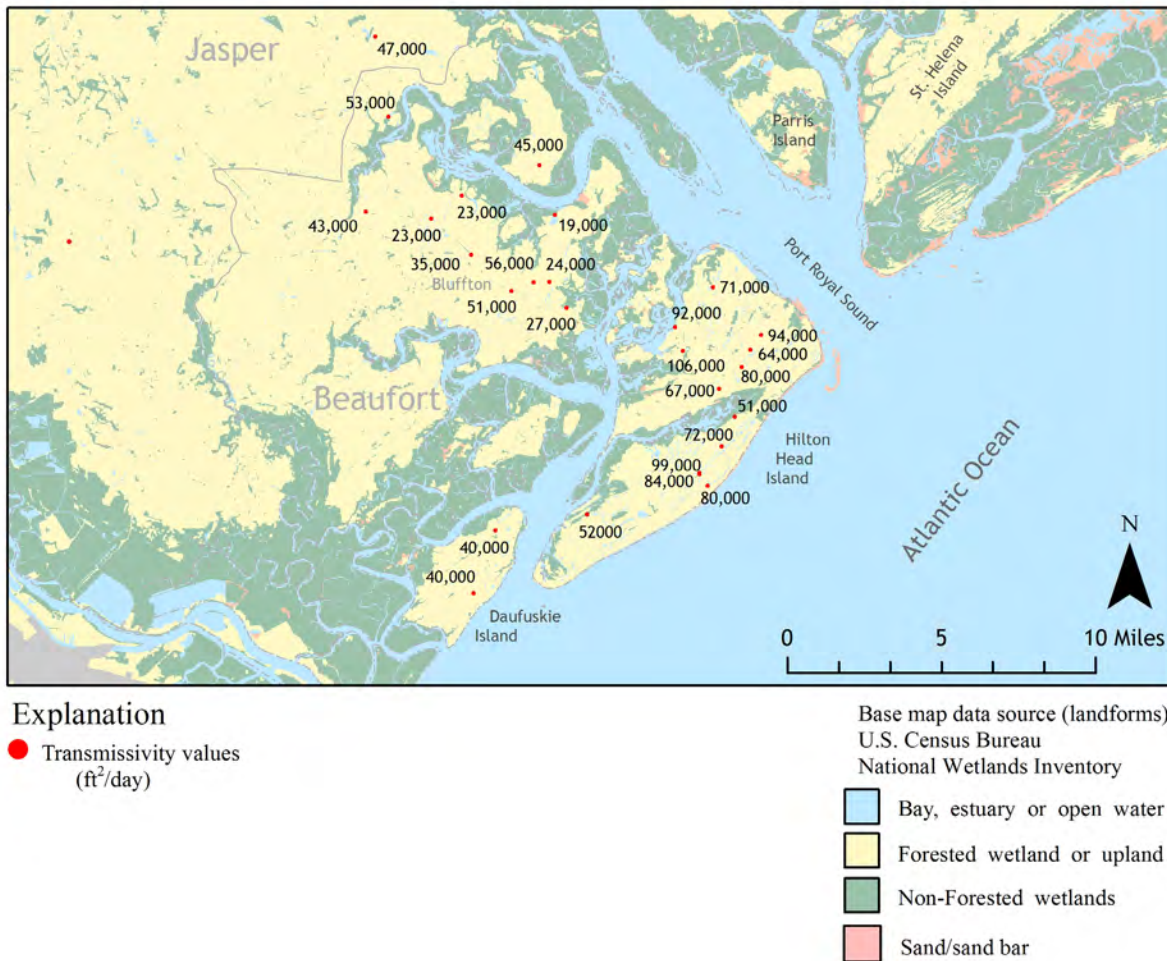 Jasper
47,000
53,000
45,000
St. Helena
Island
Parris
Island
43,000
23,000
23,000
19,000
35,000
56,000
24,000
Bluffton
51,000
27,000
Port Royal Sound
71,000
92,000
94,000
106,000
64,000
80,000
67,000
51,000
Beaufort
72,000
Hilton
Head
Island
99,000
84,000
80,000
52000
Atlantic Ocean
40,000
40,000
Daufuskie
Island
N
0 5 10 Miles
Explanation
Transmissivity values
(ft²/day)
Base map data source (landforms)
U.S. Census Bureau
National Wetlands Inventory
Bay, estuary or open water
Forested wetland or upland
Non-Forested wetlands
Sand/sand bar